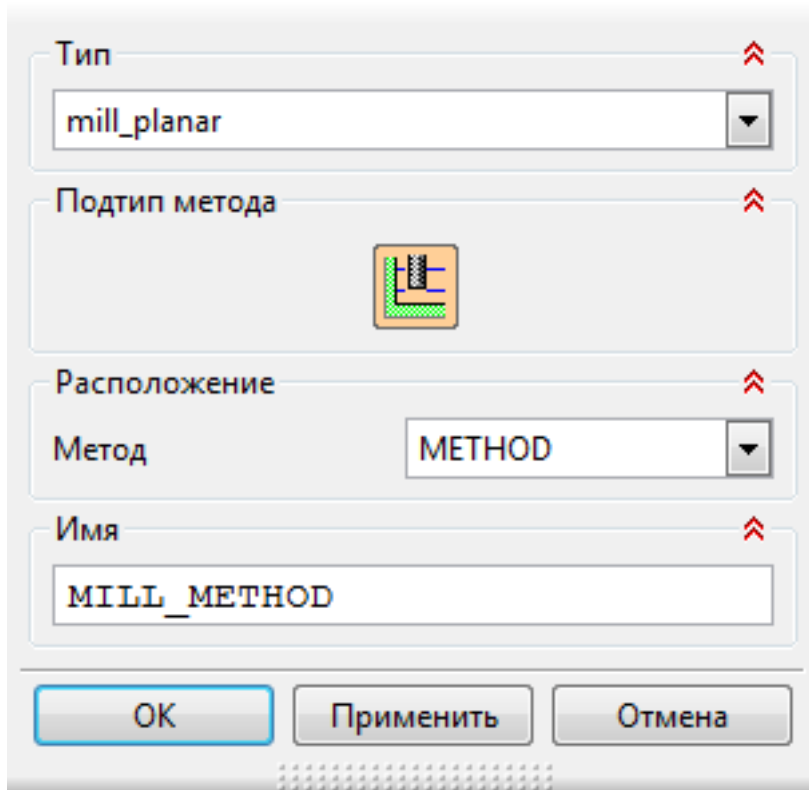 Тип
mill_planar
Подтип метода
Расположение
Метод METHOD
Имя
MILL_METHOD
OK Применить Отмена